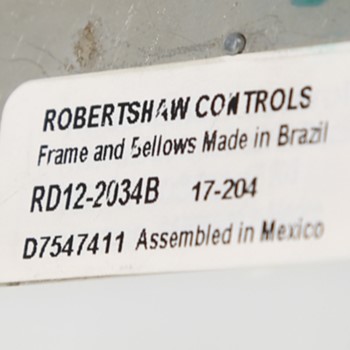 ROBERTSHAW CONTROLS
Frame and Bellows Made in Brazil
RD12-2034B 17-204
D7547411 Assembled in Mexico